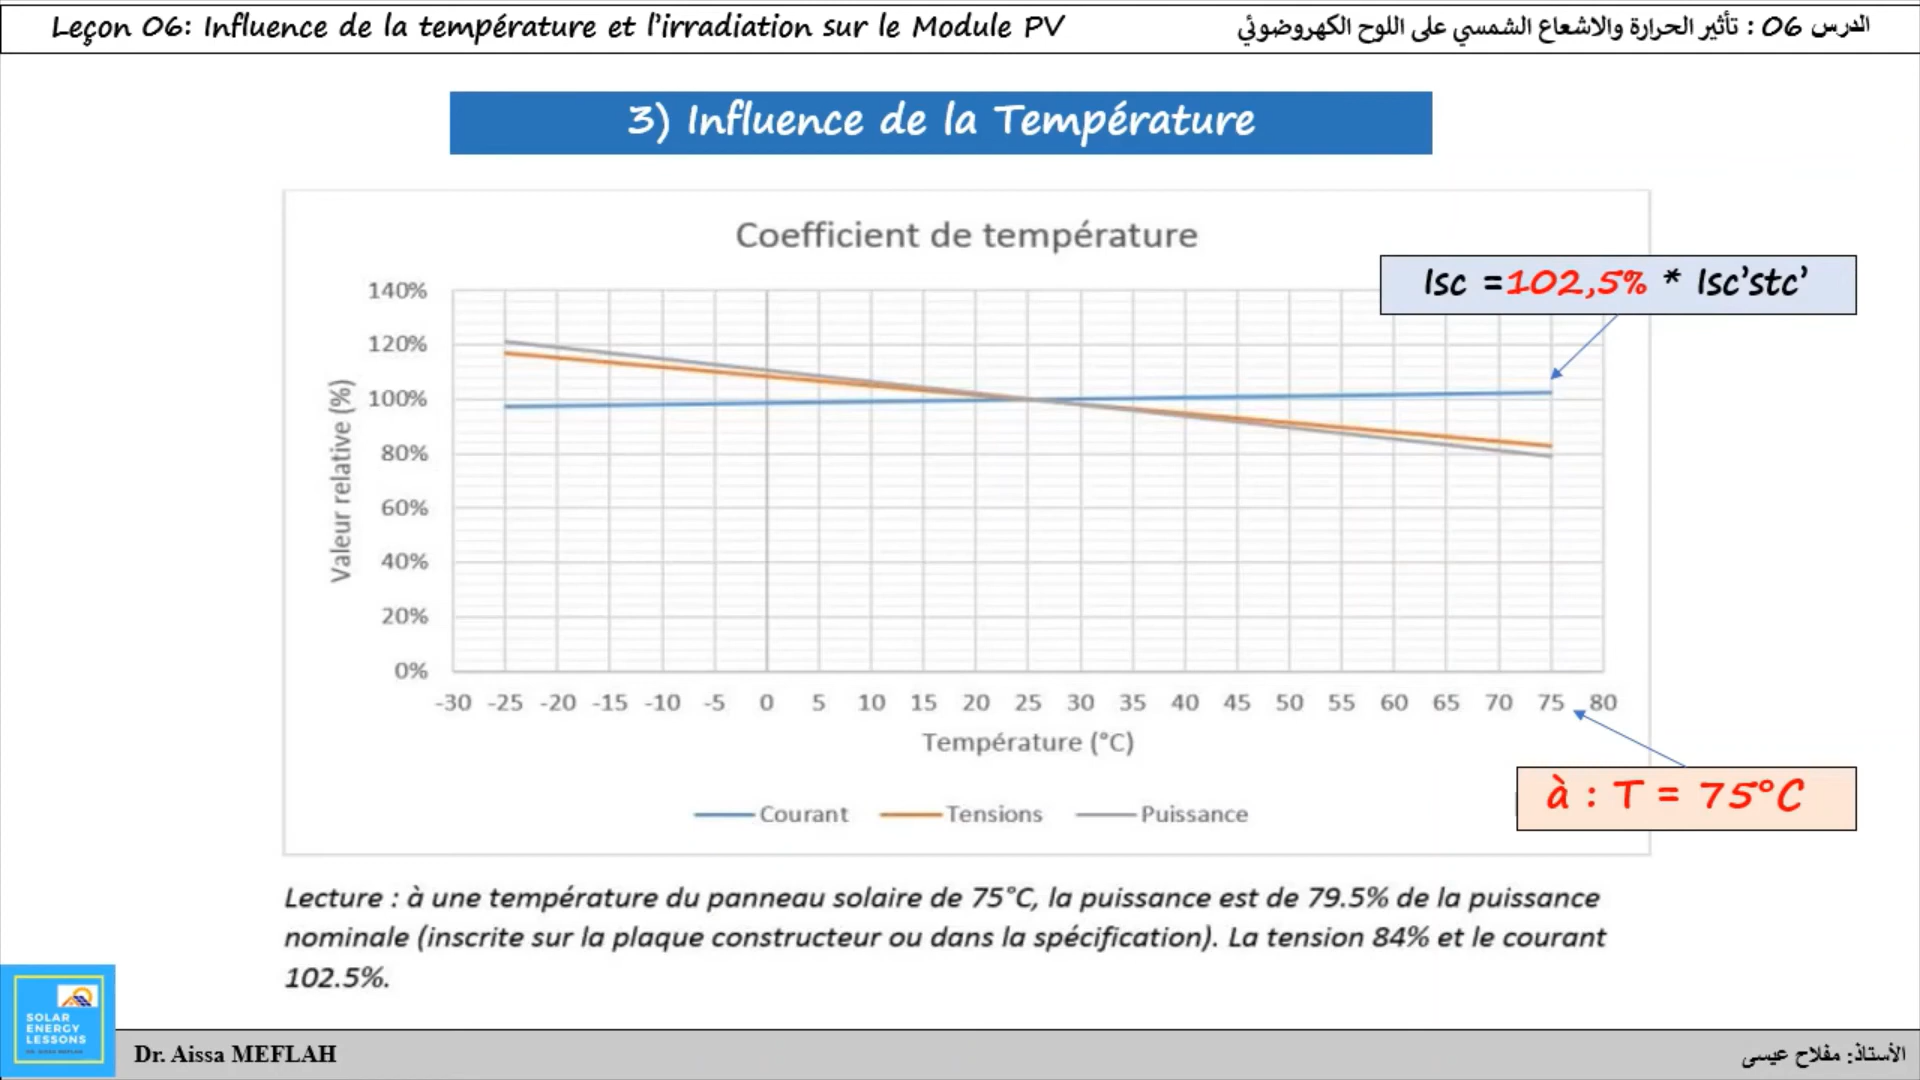 Leçon 06: Influence de la température et l'irradiation sur le Module PV
الدرس 06 : تأثير الحرارة والاشعاع الشمسي على اللوح الكهروضوئي
3) Influence de la Température
Coefficient de température
Isc =102,5% * Isc’stc’
140%
120%
100%
80%
60%
40%
20%
0%
Valeur relative (%)
-30 -25 -20 -15 -10 -5 0 5 10 15 20 25 30 35 40 45 50 55 60 65 70 75 80
Température (°C)
à : T = 75°C
Courant Tensions Puissance
Lecture : à une température du panneau solaire de 75°C, la puissance est de 79.5% de la puissance
nominale (inscrite sur la plaque constructeur ou dans la spécification). La tension 84% et le courant
102.5%.
SOLAR
ENERGY
LESSONS
Dr. Aissa MEFLAH
الأستاذ: مفلاح عيسى